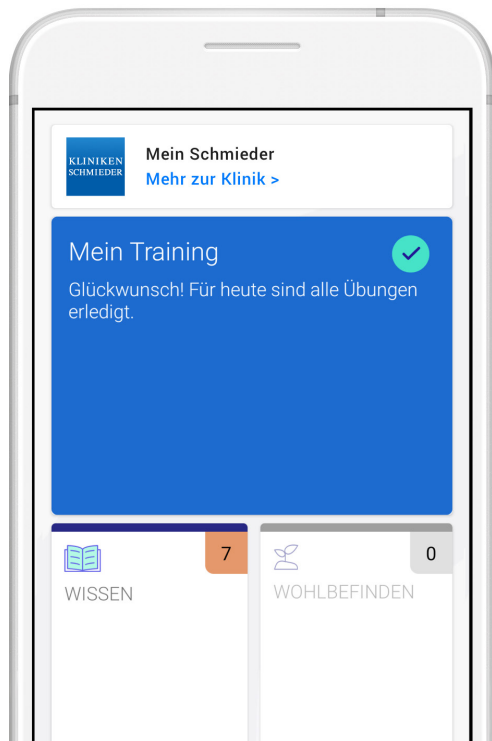 KLINIKEN
SCHMIEDER
Mein Schmieder
Mehr zur Klinik >
Mein Training
Glückwunsch! Für heute sind alle Übungen
erledigt.
7
WISSEN
0
WOHLBEFINDEN